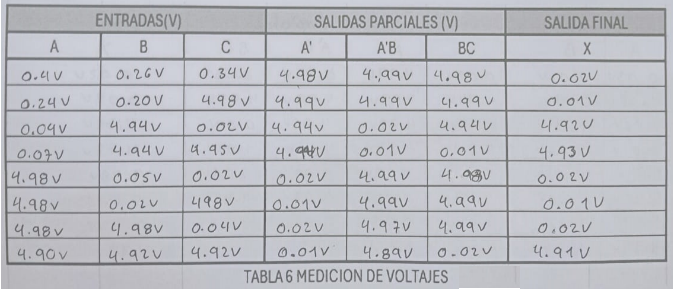 ENTRADAS(V) SALIDAS PARCIALES (V) SALIDA FINAL
A B C A' A'B BC X
0.4V 0.26V 0.34V 4.98V 4.99V 4.98V 0.02V
0.24V 0.20V 4.98V 4.99V 4.99V 4.99V 0.01V
0.04V 4.94V 0.02V 4.94V 0.02V 4.94V 4.92V
0.07V 4.94V 4.95V 4.94V 0.01V 0.01V 4.93V
4.98V 0.05V 0.02V 0.02V 4.99V 4.98V 0.02V
4.98V 0.02V 498V 0.01V 4.99V 4.99V 0.01V
4.98V 4.98V 0.04V 0.02V 4.97V 4.99V 0.02V
4.90V 4.92V 4.92V 0.01V 4.89V 0.02V 4.91V
TABLA 6 MEDICION DE VOLTAJES